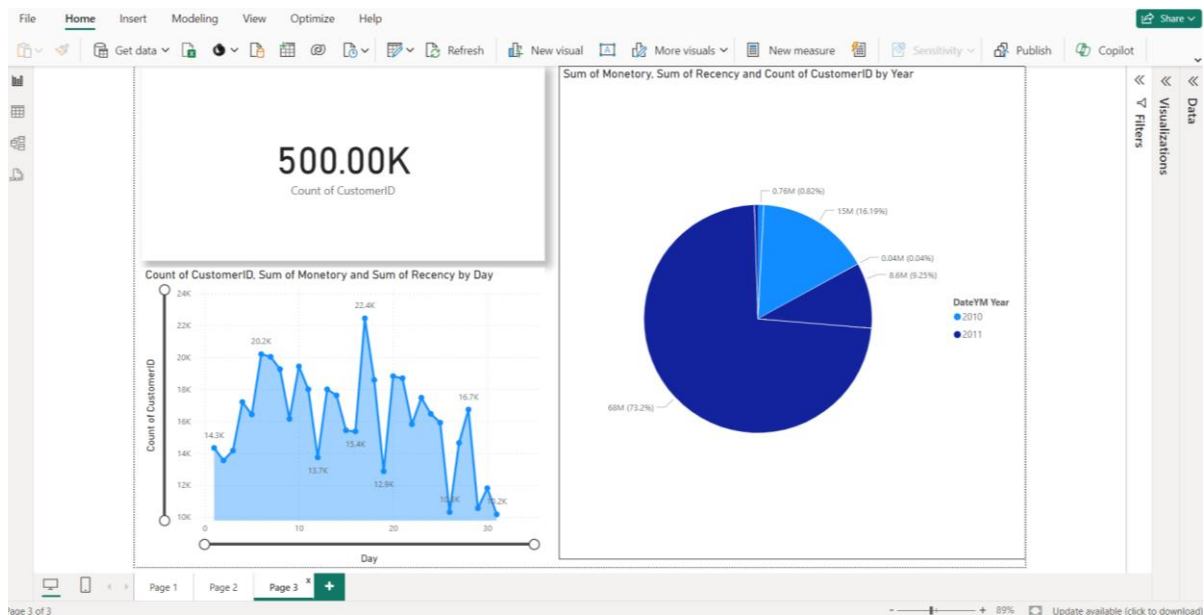 File Home Insert Modeling View Optimize Help Share
Get data Refresh New visual More visuals New measure Sensitivity Publish Copilot
500.00K
Count of CustomerID
Count of CustomerID, Sum of Monetory and Sum of Recency by Day
24K
22K
20K
18K
16K
14K
12K
10K
Count of CustomerID
14.3K
20.2K
13.7K
15.4K
22.4K
12.9K
16.7K
0 10 20 30
Day
Sum of Monetory, Sum of Recency and Count of CustomerID by Year
0.76M (0.82%)
15M (16.19%)
0.04M (0.04%)
8.6M (9.25%)
68M (73.2%)
DateYM Year
2010
2011
Filters
Visualizations
Data
Page 1 Page 2 Page 3 x +
Page 3 of 3
- + 89% Update available (click to download)